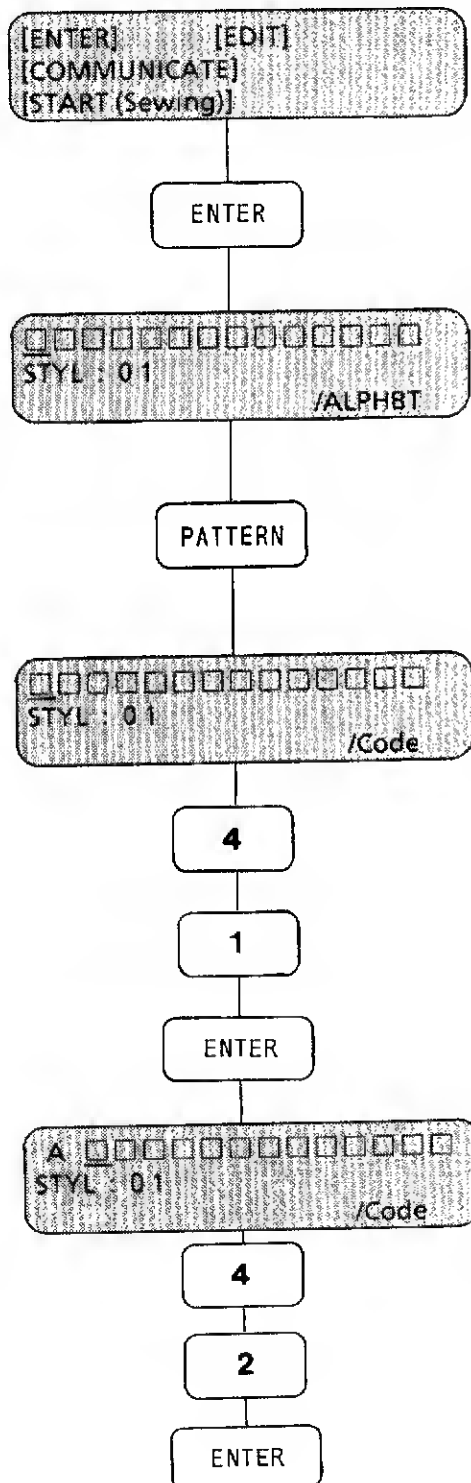 [ENTER] [EDIT]
[COMMUNICATE]
[START (Sewing)]
ENTER
STYL : 01
/ALPHBT
PATTERN
STYL : 01
/Code
4
1
ENTER
A
STYL : 01
/Code
4
2
ENTER